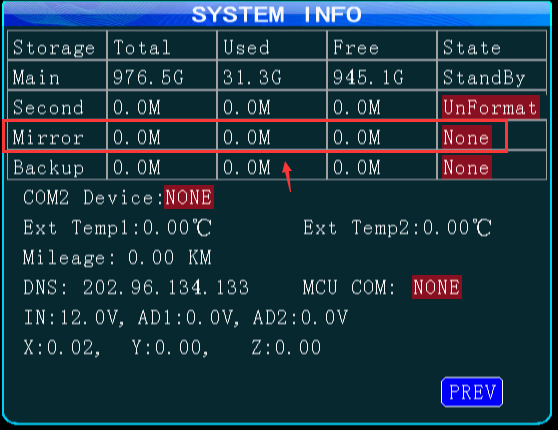 SYSTEM INFO
Storage Total Used Free State
Main 976.5G 31.3G 945.1G StandBy
Second 0.0M 0.0M 0.0M UnFormat
Mirror 0.0M 0.0M 0.0M None
Backup 0.0M 0.0M 0.0M None
COM2 Device:NONE
Ext Temp1:0.00℃ Ext Temp2:0.00℃
Mileage: 0.00 KM
DNS: 202.96.134.133 MCU COM: NONE
IN:12.0V, AD1:0.0V, AD2:0.0V
X:0.02, Y:0.00, Z:0.00
PREV